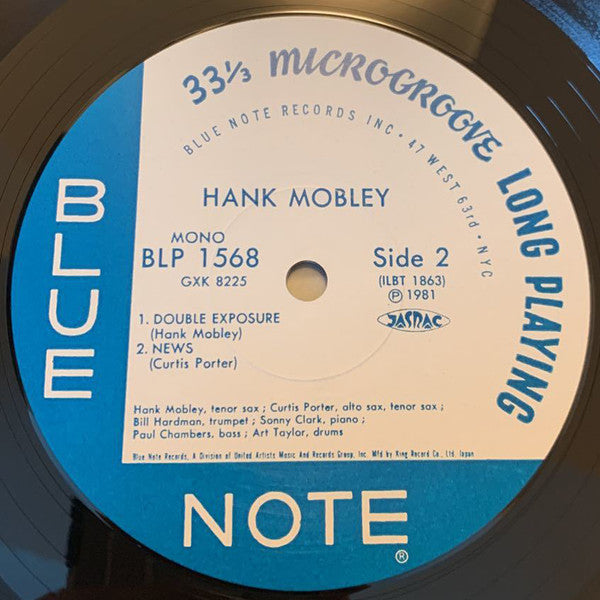 33 1/3 MICROGROOVE LONG PLAYING
BLUE NOTE RECORDS INC • 47 WEST 63rd • NYC
HANK MOBLEY
MONO
BLP 1568
GXK 8225
Side 2
(ILBT 1863)
Ⓟ 1981
JASRAC
1. DOUBLE EXPOSURE
(Hank Mobley)
2. NEWS
(Curtis Porter)
Hank Mobley, tenor sax ; Curtis Porter, alto sax, tenor sax ;
Bill Hardman, trumpet ; Sonny Clark, piano ;
Paul Chambers, bass ; Art Taylor, drums
Blue Note Records, A Division of United Artists Music And Records Group, Inc. Mfd by King Record Co., Ltd, Japan
BLUE
NOTE®